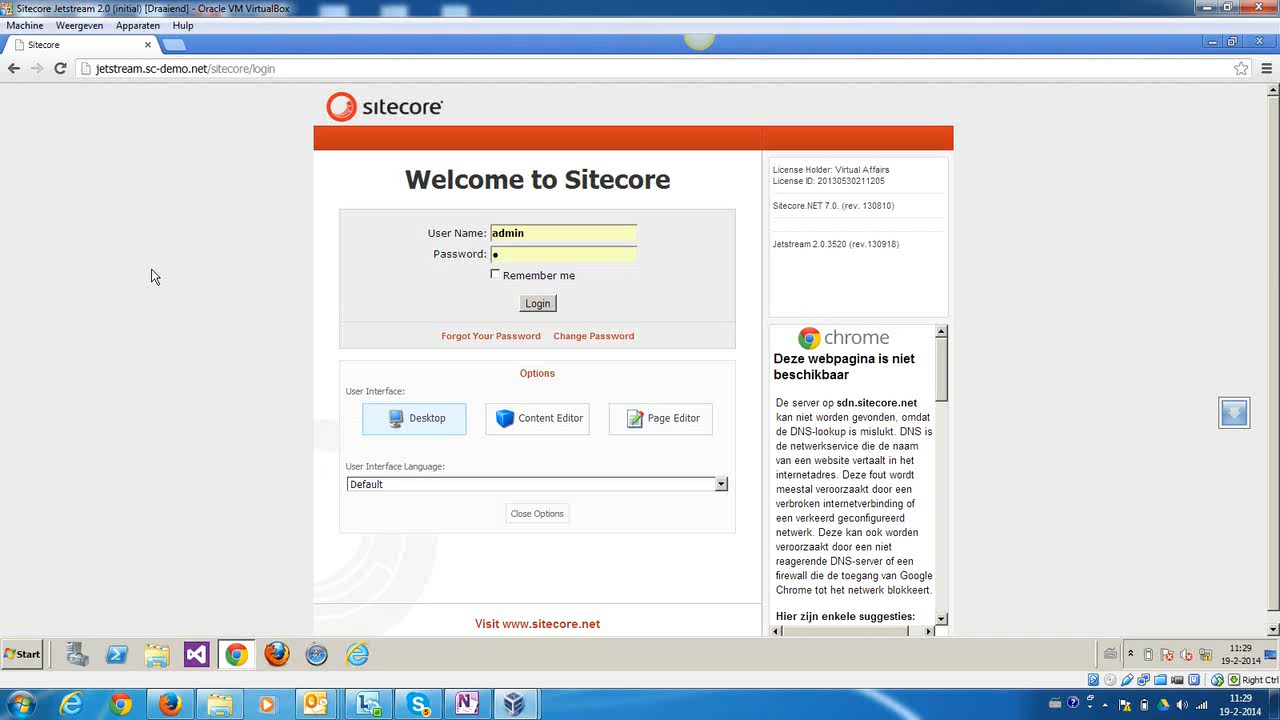 Sitecore Jetstream 2.0 (initial) [Draaiend] - Oracle VM VirtualBox
Machine Weergeven Apparaten Hulp
Sitecore
jetstream.sc-demo.net/sitecore/login
sitecore
Welcome to Sitecore
User Name: admin
Password:
Remember me
Login
Forgot Your Password Change Password
Options
User Interface:
Desktop Content Editor Page Editor
User Interface Language:
Default
Close Options
Visit www.sitecore.net
License Holder: Virtual Affairs
License ID: 20130530211205
Sitecore.NET 7.0. (rev. 130810)
Jetstream 2.0.3520 (rev.130918)
chrome
Deze webpagina is niet
beschikbaar
De server op sdn.sitecore.net
kan niet worden gevonden, omdat
de DNS-lookup is mislukt. DNS is
de netwerkservice die de naam
van een website vertaalt in het
internetadres. Deze fout wordt
meestal veroorzaakt door een
verbroken internetverbinding of
een verkeerd geconfigureerd
netwerk. Deze kan ook worden
veroorzaakt door een niet
reagerende DNS-server of een
firewall die de toegang van Google
Chrome tot het netwerk blokkeert.
Hier zijn enkele suggesties:
Start
11:29
19-2-2014
Right Ctrl
11:29
19-2-2014